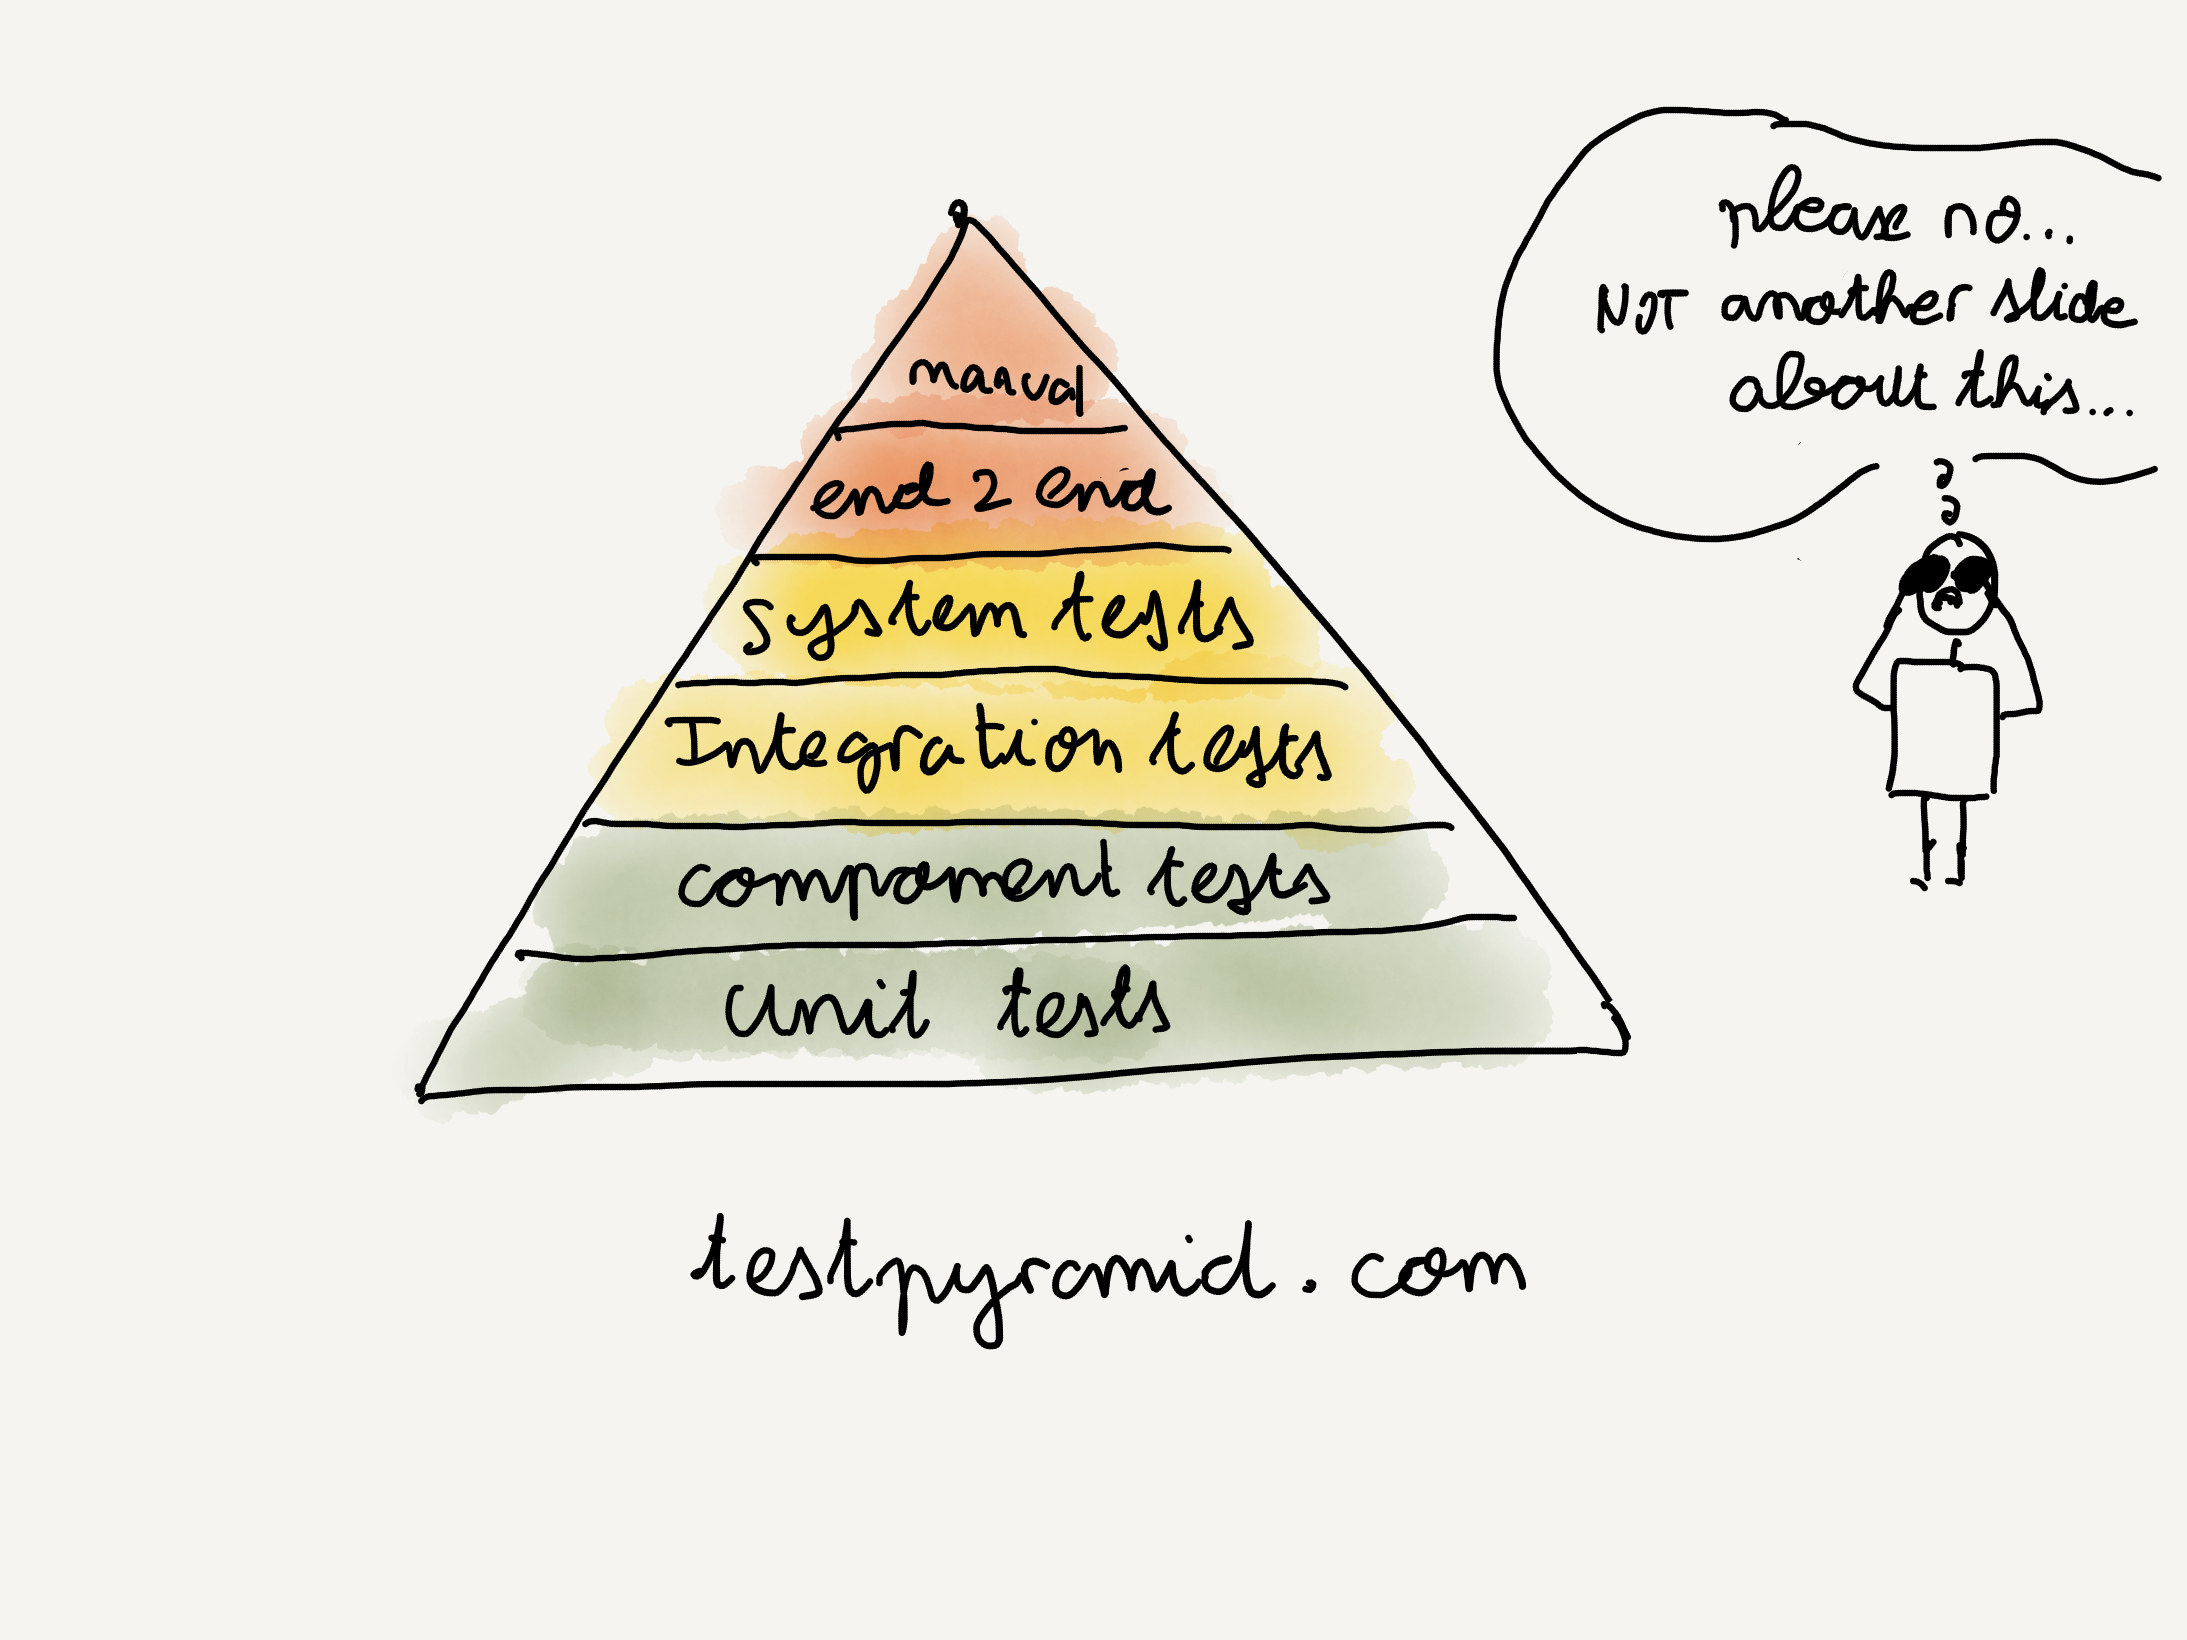 please no...
NOT another slide
about this...
manual
end 2 end
system tests
Integration tests
component tests
Unit tests
testpyramid.com